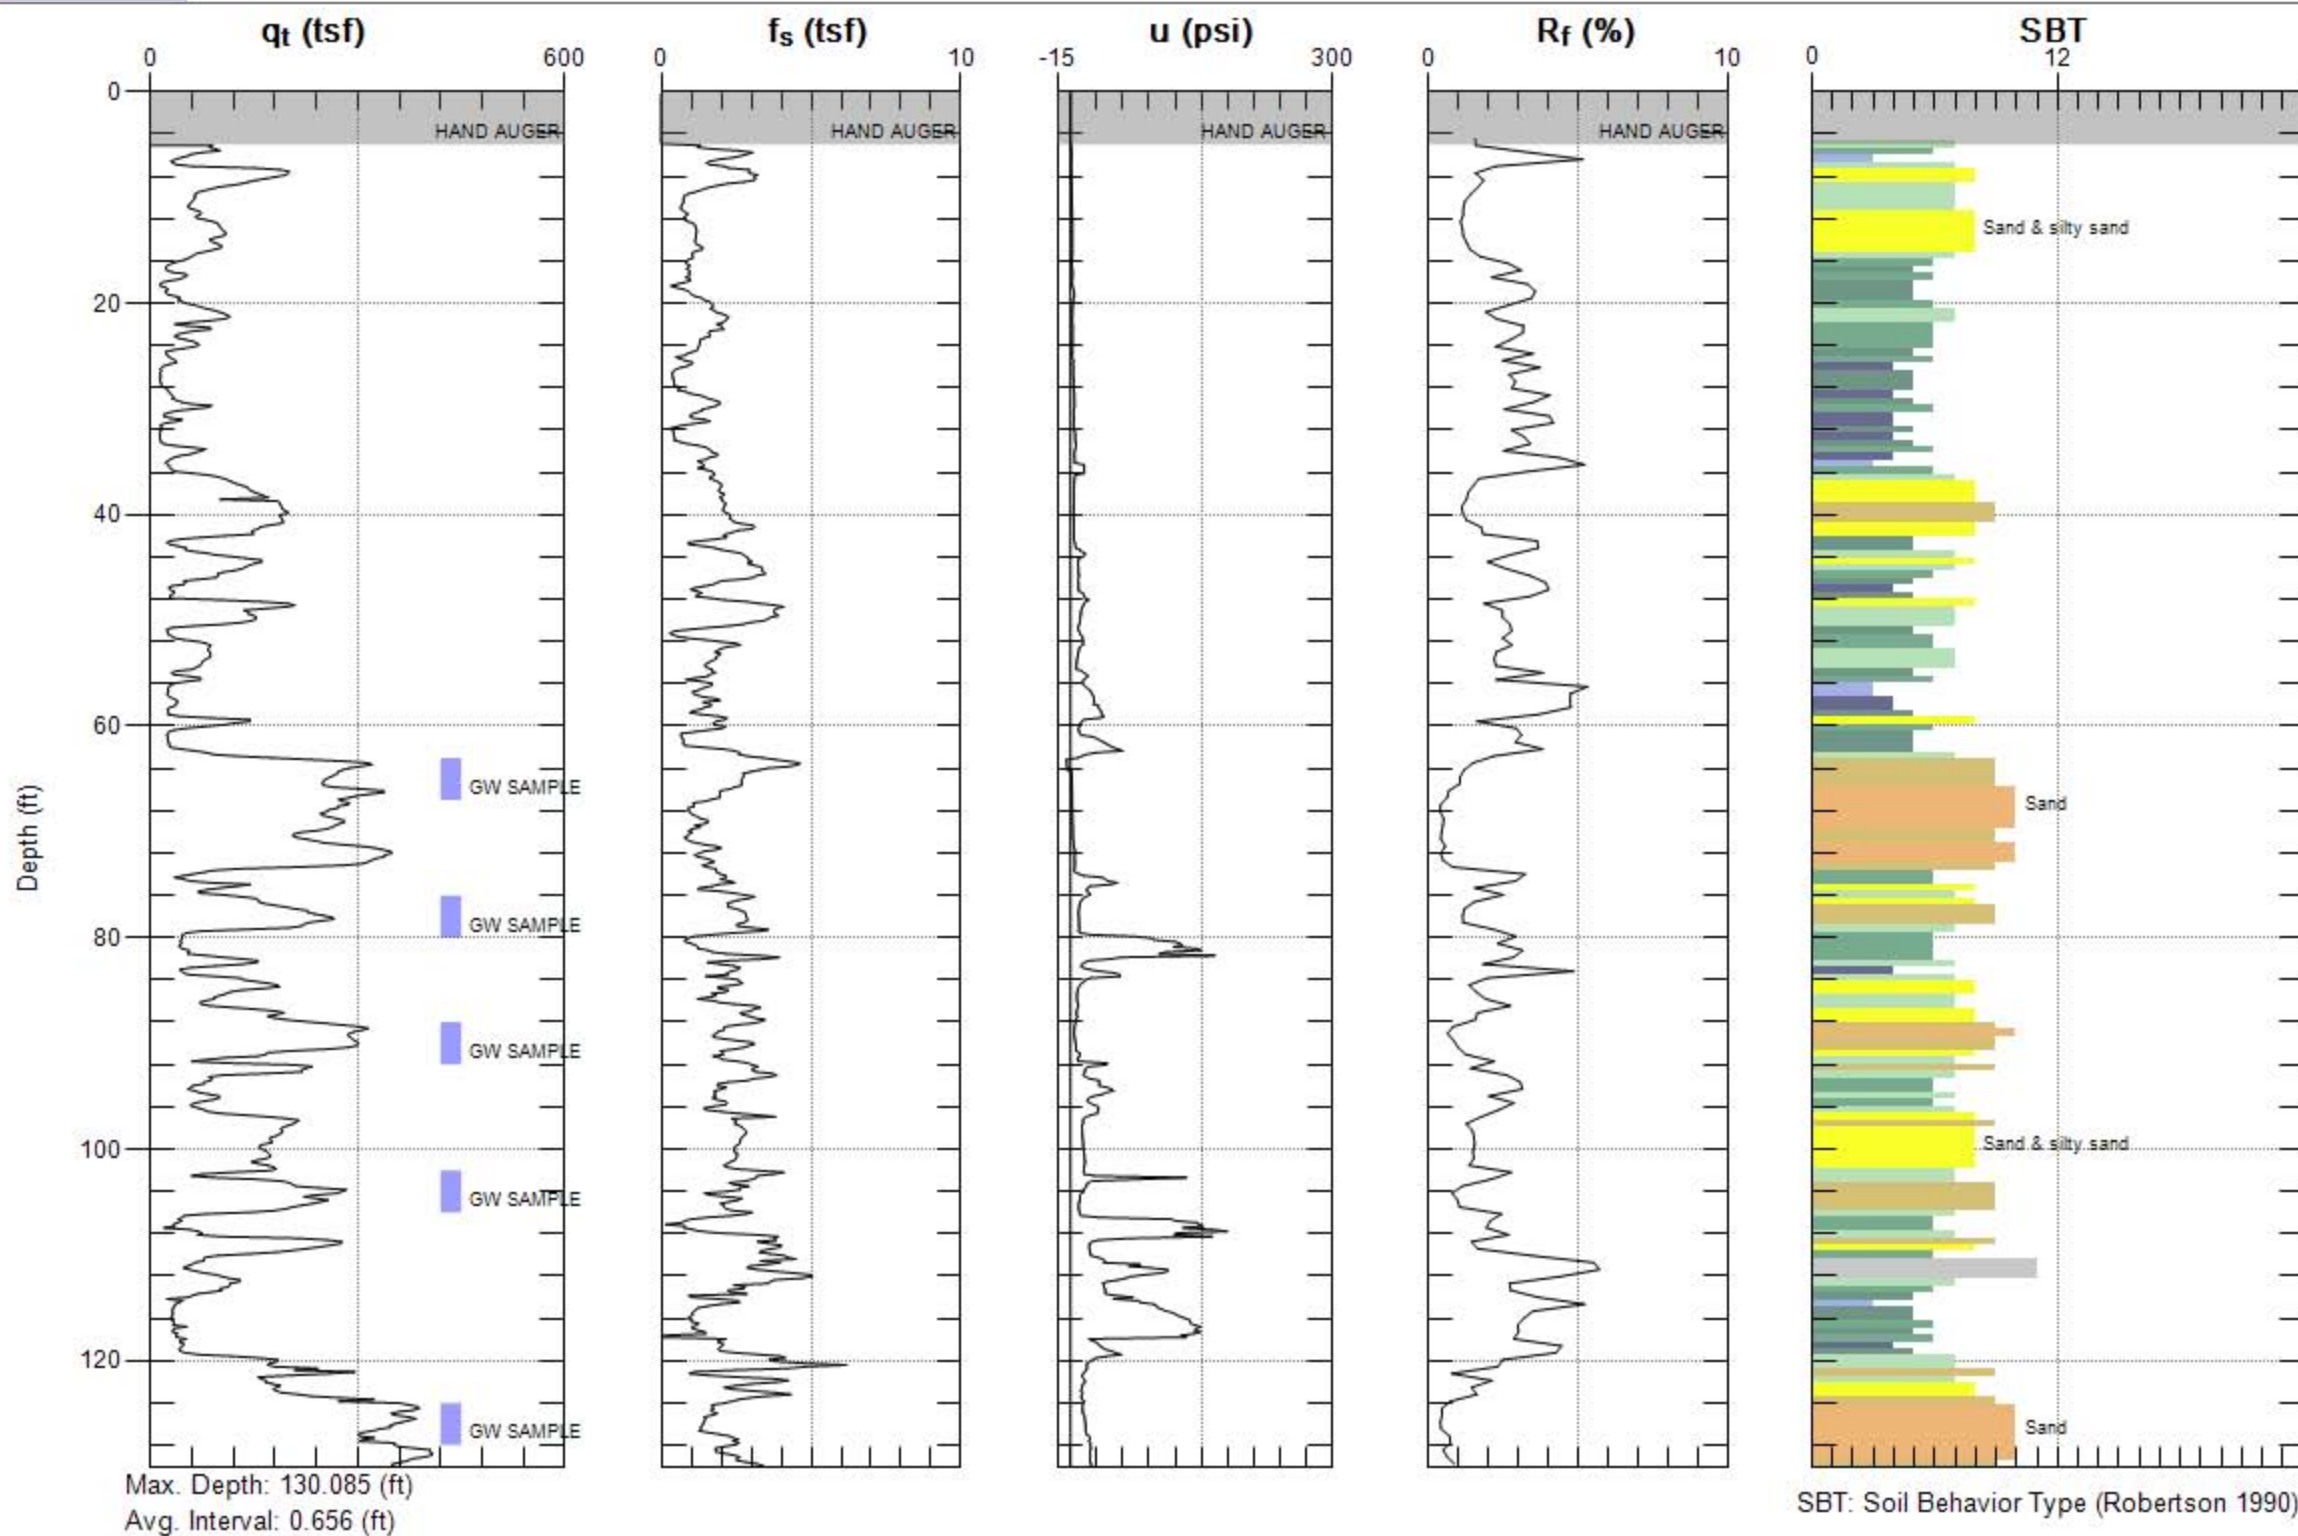 qt (tsf) fs (tsf) u (psi) Rf (%) SBT
0 600 0 10 -15 300 0 10 0 12
0
HAND AUGER HAND AUGER HAND AUGER HAND AUGER
Sand & silty sand
20
40
60
GW SAMPLE
Sand
Depth (ft)
GW SAMPLE
80
GW SAMPLE
100
Sand & silty sand
GW SAMPLE
120
GW SAMPLE
Sand
Max. Depth: 130.085 (ft)
Avg. Interval: 0.656 (ft)
SBT: Soil Behavior Type (Robertson 1990)